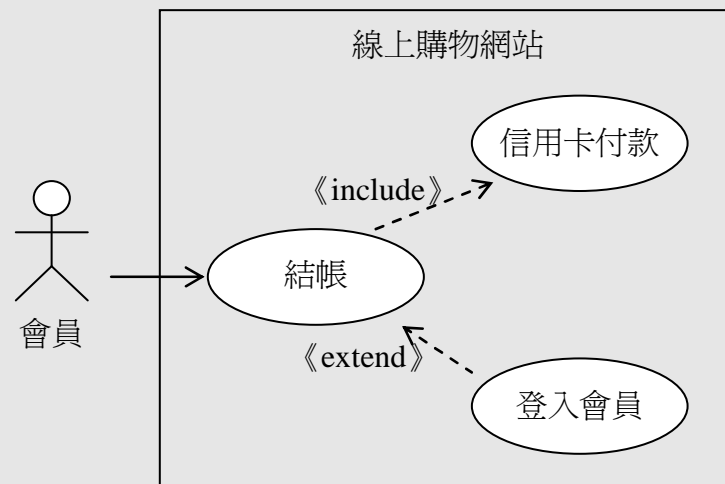 線上購物網站
信用卡付款
《include》
結帳
會員
《extend》
登入會員